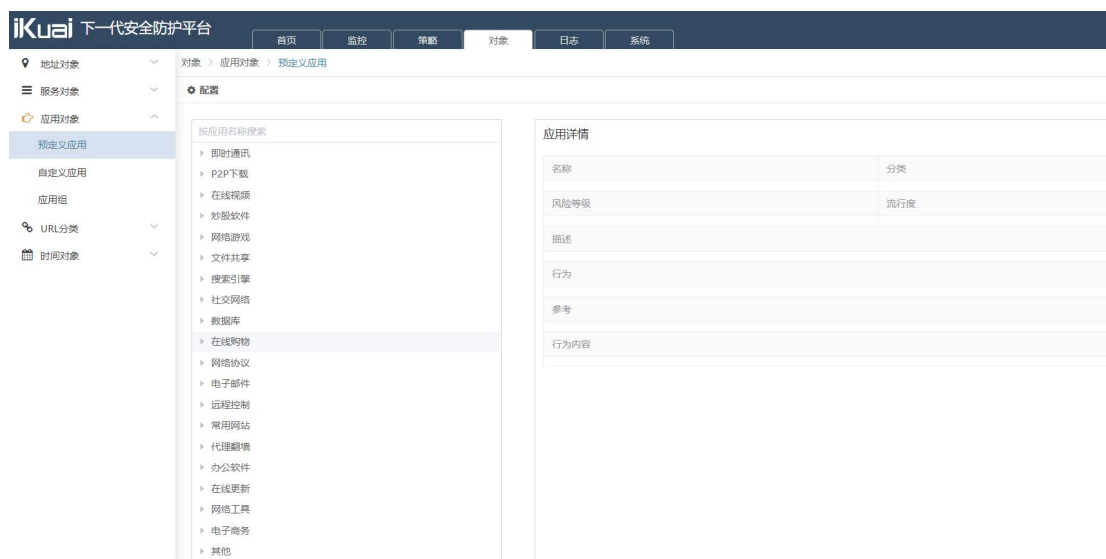 iKuai 下一代安全防护平台
首页 监控 策略 对象 日志 系统
地址对象
服务对象
应用对象
预定义应用
自定义应用
应用组
URL分类
时间对象
对象 > 应用对象 > 预定义应用
配置
按应用名称搜索
即时通讯
P2P下载
在线视频
炒股软件
网络游戏
文件共享
搜索引擎
社交网络
数据库
在线购物
网络协议
电子邮件
远程控制
常用网站
代理翻墙
办公软件
在线更新
网络工具
电子商务
其他
应用详情
名称 分类
风险等级 流行度
描述
行为
参考
行为内容